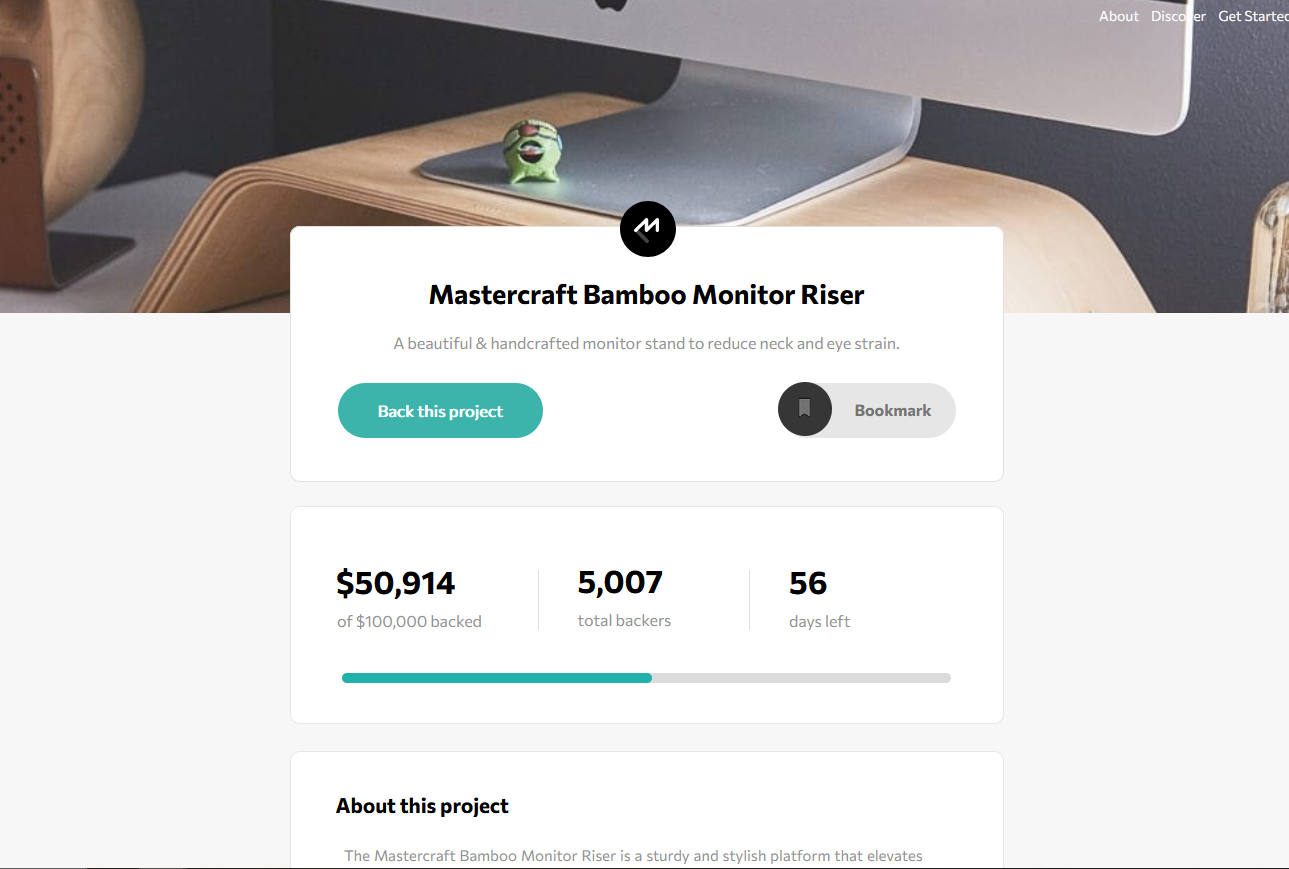 About Discover Get Started
Mastercraft Bamboo Monitor Riser
A beautiful & handcrafted monitor stand to reduce neck and eye strain.
Back this project
Bookmark
$50,914
of $100,000 backed
5,007
total backers
56
days left
About this project
The Mastercraft Bamboo Monitor Riser is a sturdy and stylish platform that elevates